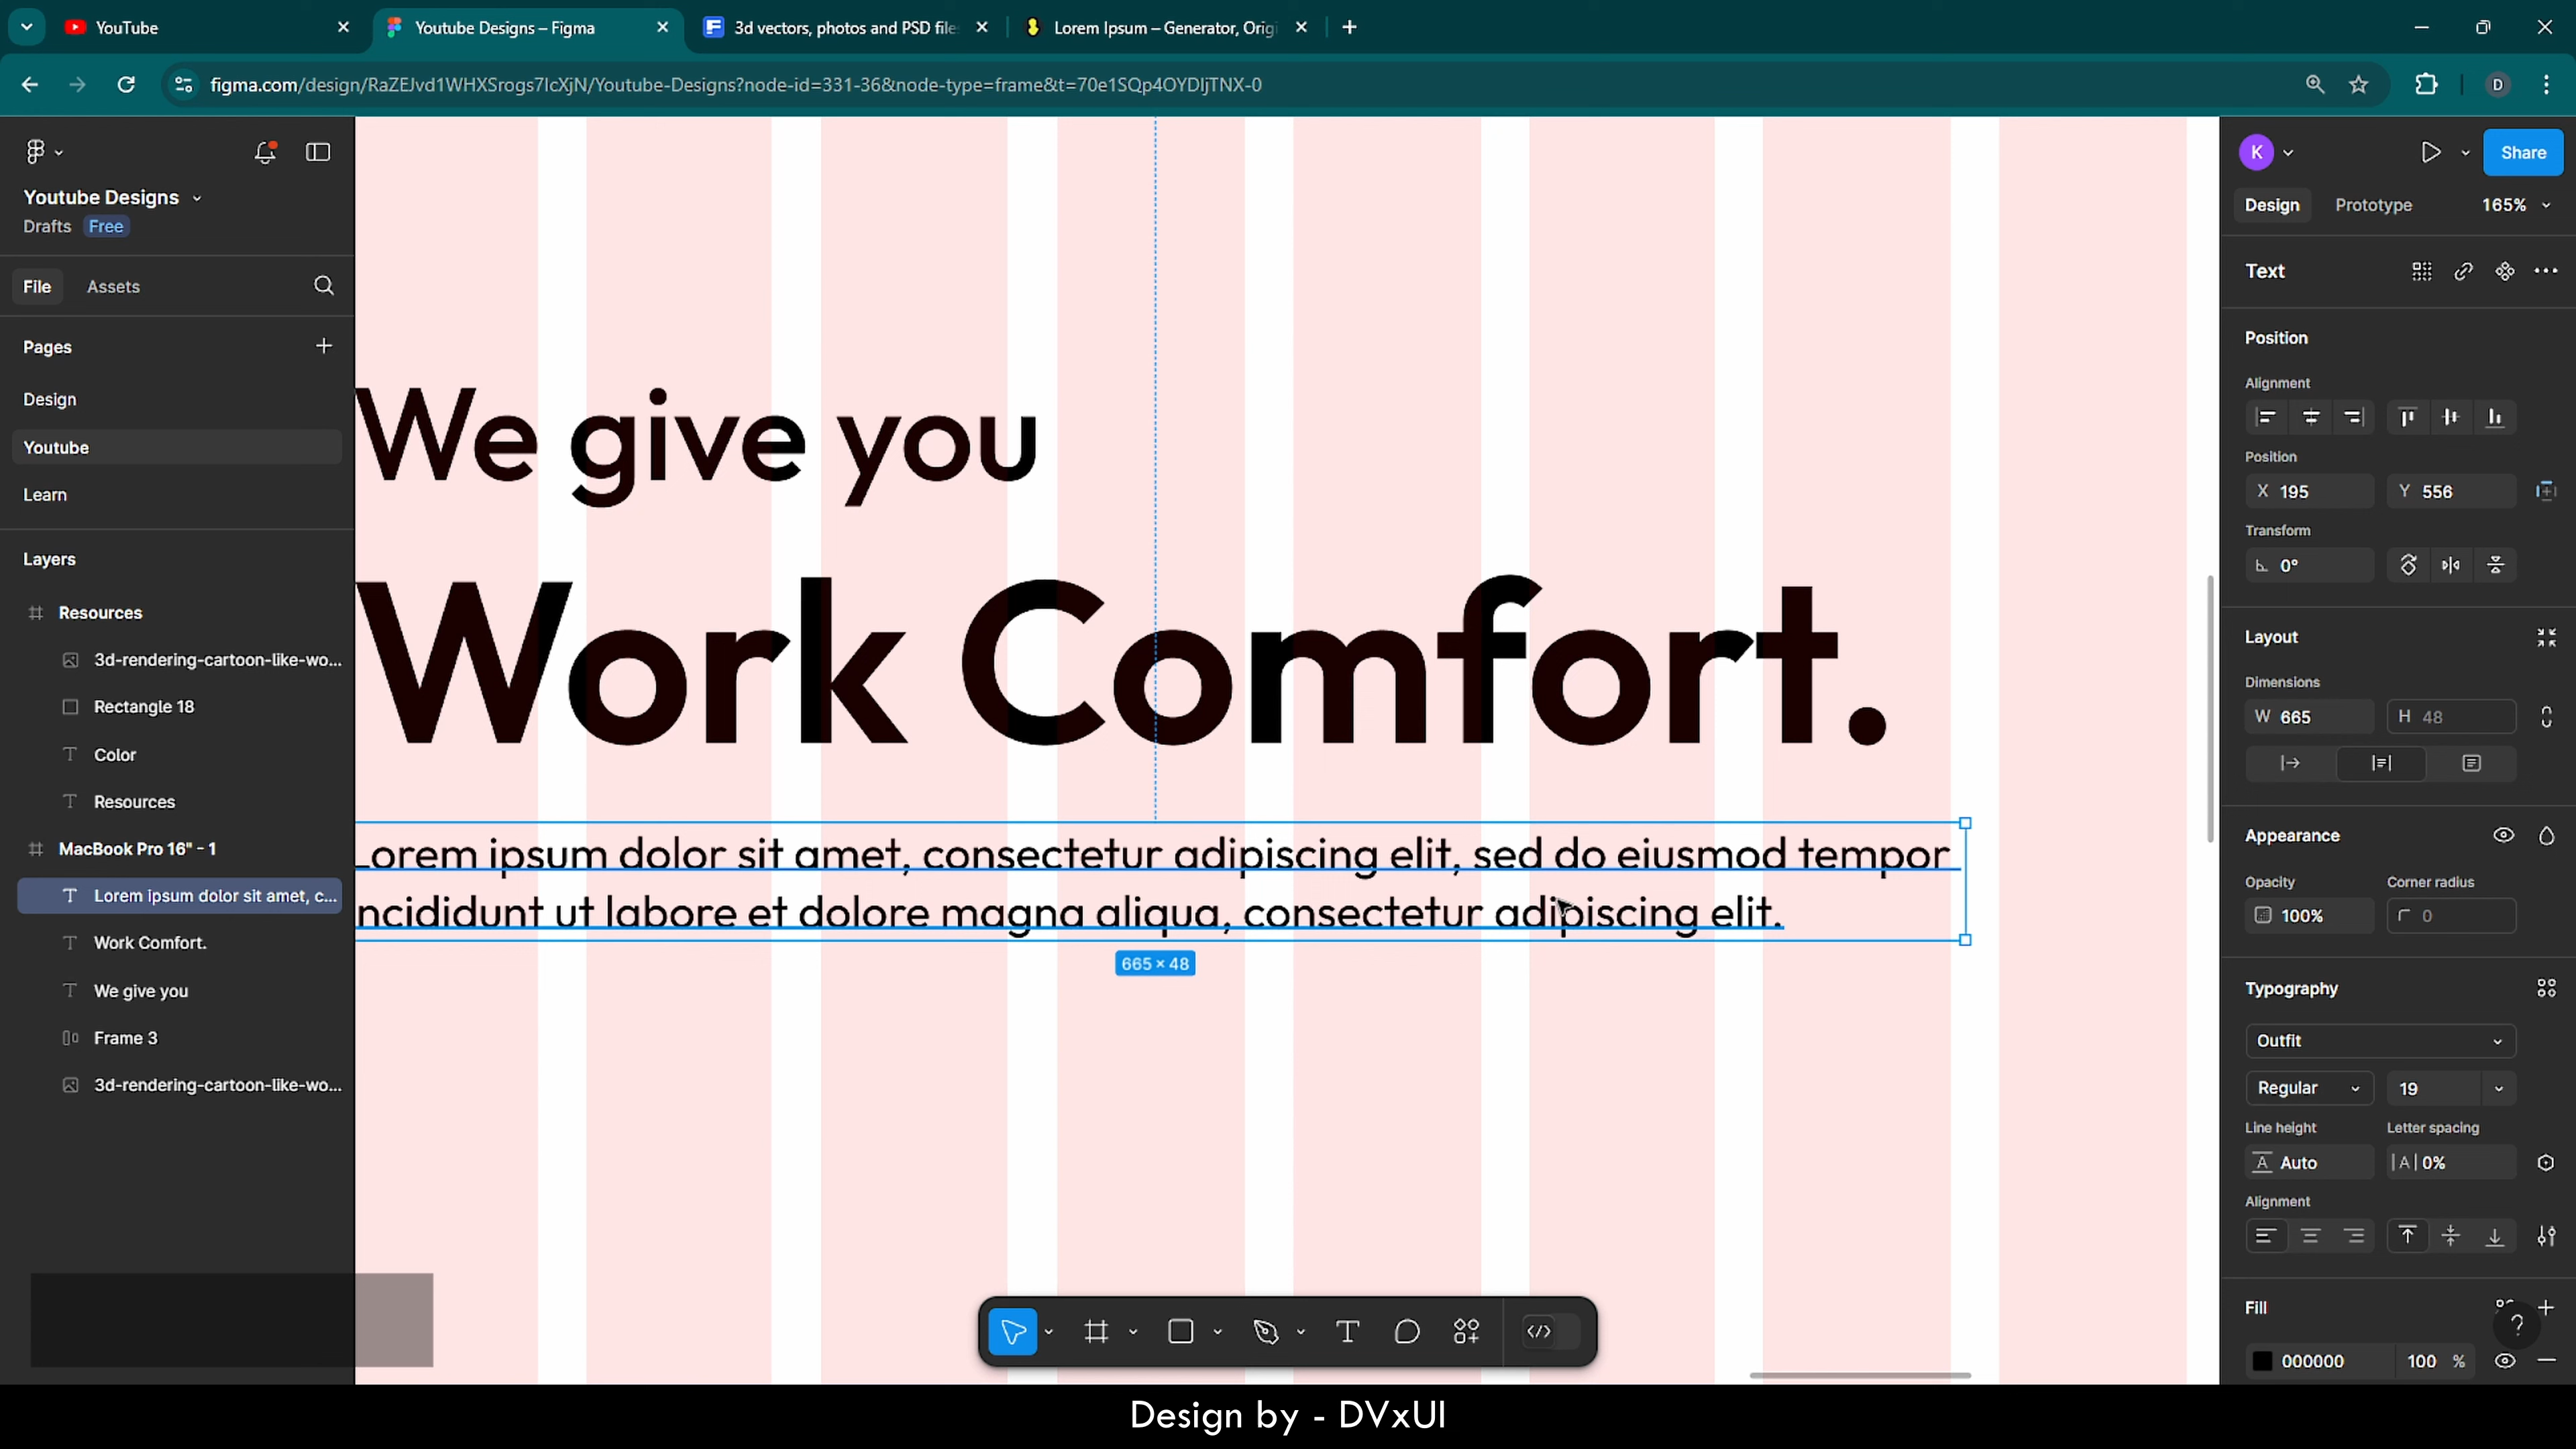 YouTube
Youtube Designs – Figma
3d vectors, photos and PSD file
Lorem Ipsum – Generator, Orig
figma.com/design/RaZEJvd1WHXSrogs7lcXjN/Youtube-Designs?node-id=331-36&node-type=frame&t=70e1SQp4OYDIjTNX-0
D
Youtube Designs
Drafts Free
File Assets
Pages
Design
Youtube
Learn
Layers
Resources
3d-rendering-cartoon-like-wo...
Rectangle 18
Color
Resources
MacBook Pro 16" - 1
Lorem ipsum dolor sit amet, c...
Work Comfort.
We give you
Frame 3
3d-rendering-cartoon-like-wo...
We give you
Work Comfort.
Lorem ipsum dolor sit amet, consectetur adipiscing elit, sed do eiusmod tempor
ncididunt ut labore et dolore magna aliqua, consectetur adipiscing elit.
665 × 48
K
Share
Design Prototype 165%
Text
Position
Alignment
Position
X 195 Y 556
Transform
0°
Layout
Dimensions
W 665 H 48
Appearance
Opacity Corner radius
100% 0
Typography
Outfit
Regular 19
Line height Letter spacing
A Auto |A| 0%
Alignment
Fill
?
000000 100 %
Design by - DVxUI